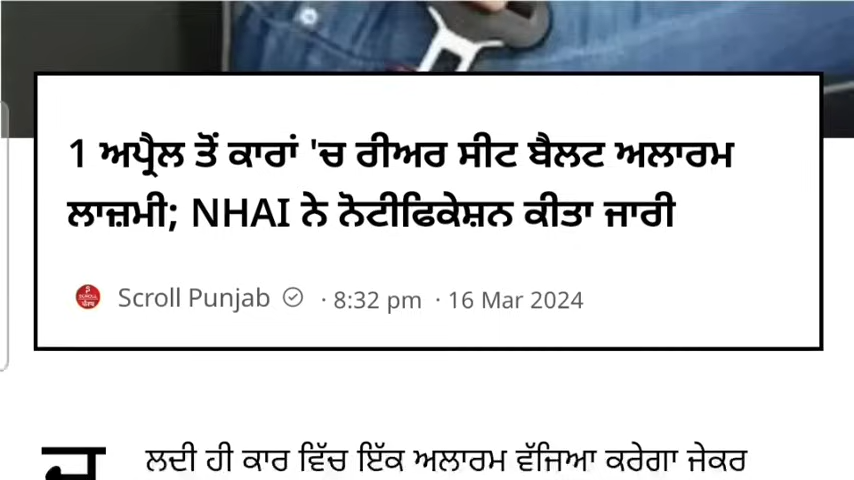 1 ਅਪ੍ਰੈਲ ਤੋਂ ਕਾਰਾਂ 'ਚ ਰੀਅਰ ਸੀਟ ਬੈਲਟ ਅਲਾਰਮ
ਲਾਜ਼ਮੀ; NHAI ਨੇ ਨੋਟੀਫਿਕੇਸ਼ਨ ਕੀਤਾ ਜਾਰੀ
Scroll Punjab · 8:32 pm · 16 Mar 2024
ਜਲਦੀ ਹੀ ਕਾਰ ਵਿੱਚ ਇੱਕ ਅਲਾਰਮ ਵੱਜਿਆ ਕਰੇਗਾ ਜੇਕਰ